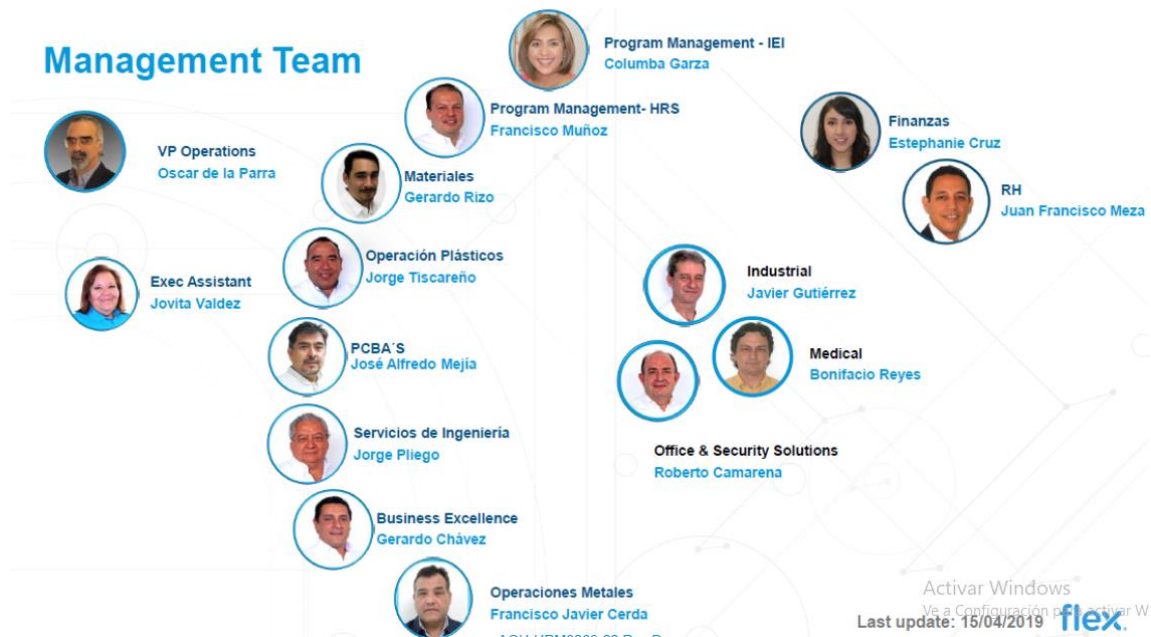 Management Team
Program Management - IEI
Columba Garza
Program Management- HRS
Francisco Muñoz
Finanzas
Estephanie Cruz
VP Operations
Oscar de la Parra
Materiales
Gerardo Rizo
RH
Juan Francisco Meza
Operación Plásticos
Jorge Tiscareño
Exec Assistant
Jovita Valdez
Industrial
Javier Gutiérrez
PCBA´S
José Alfredo Mejía
Medical
Bonifacio Reyes
Servicios de Ingeniería
Jorge Pliego
Office & Security Solutions
Roberto Camarena
Business Excellence
Gerardo Chávez
Operaciones Metales
Francisco Javier Cerda
Activar Windows
Ve a Configuración activar W
Last update: 15/04/2019
flex.